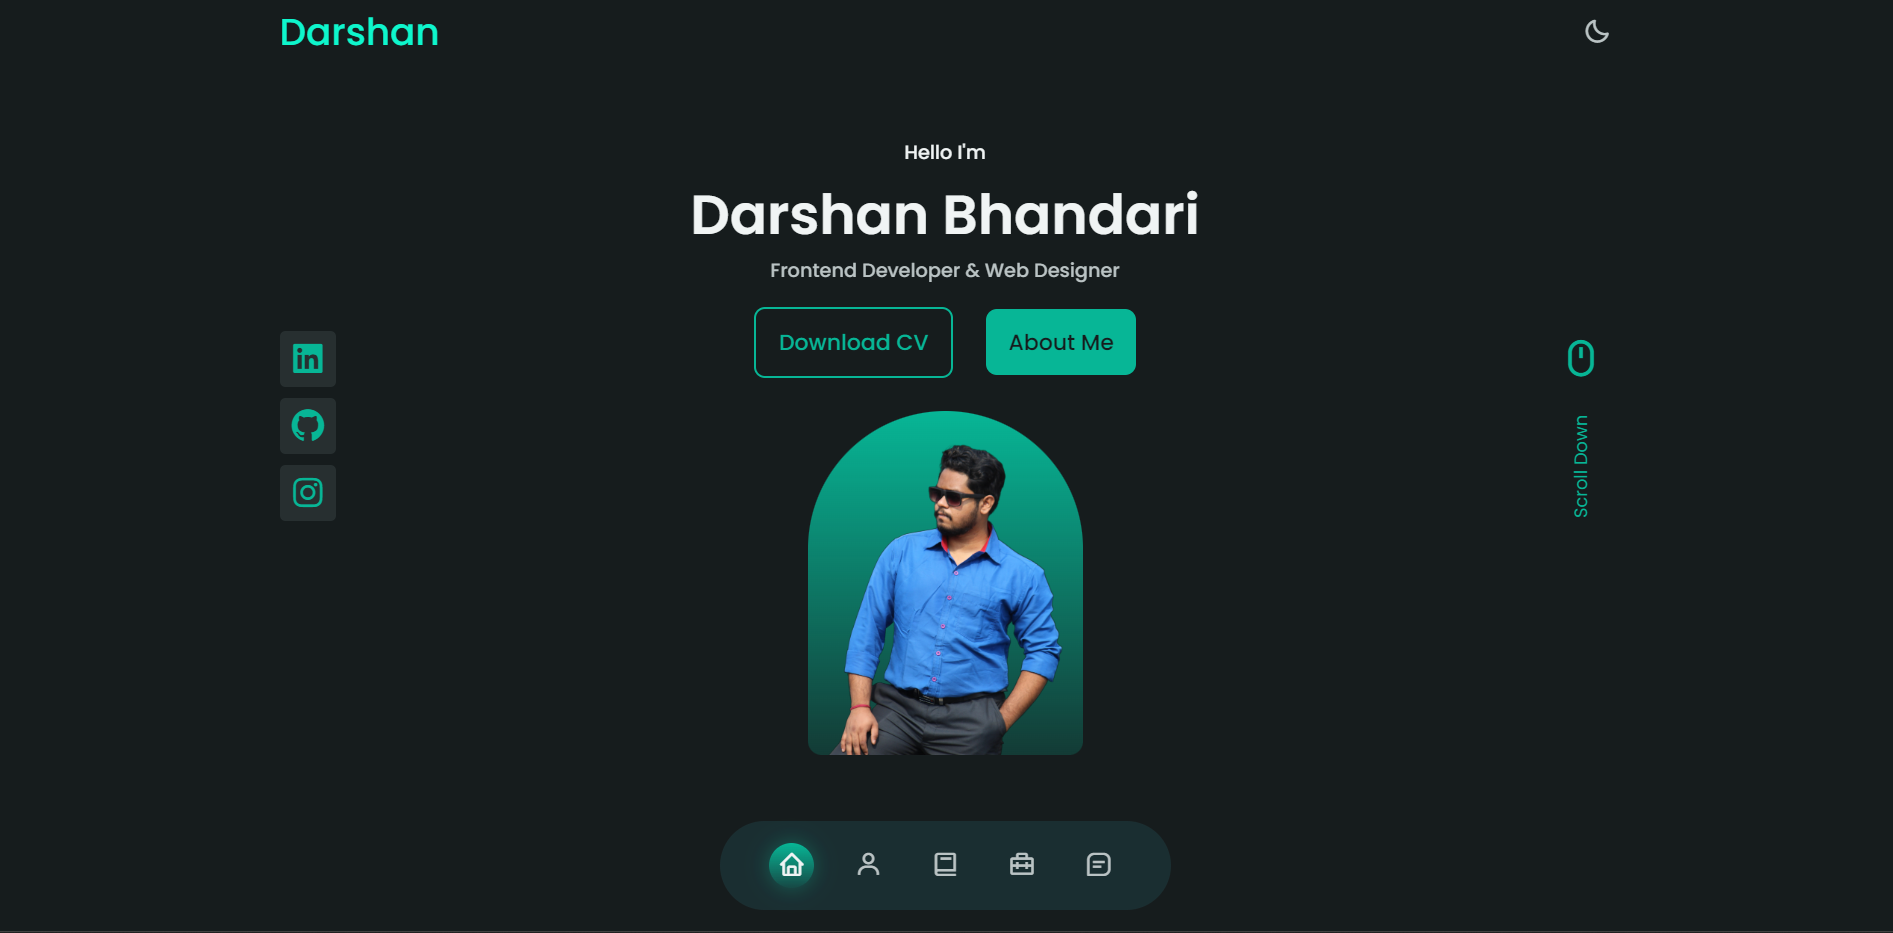 Darshan
Hello I'm
Darshan Bhandari
Frontend Developer & Web Designer
Download CV
About Me
Scroll Down